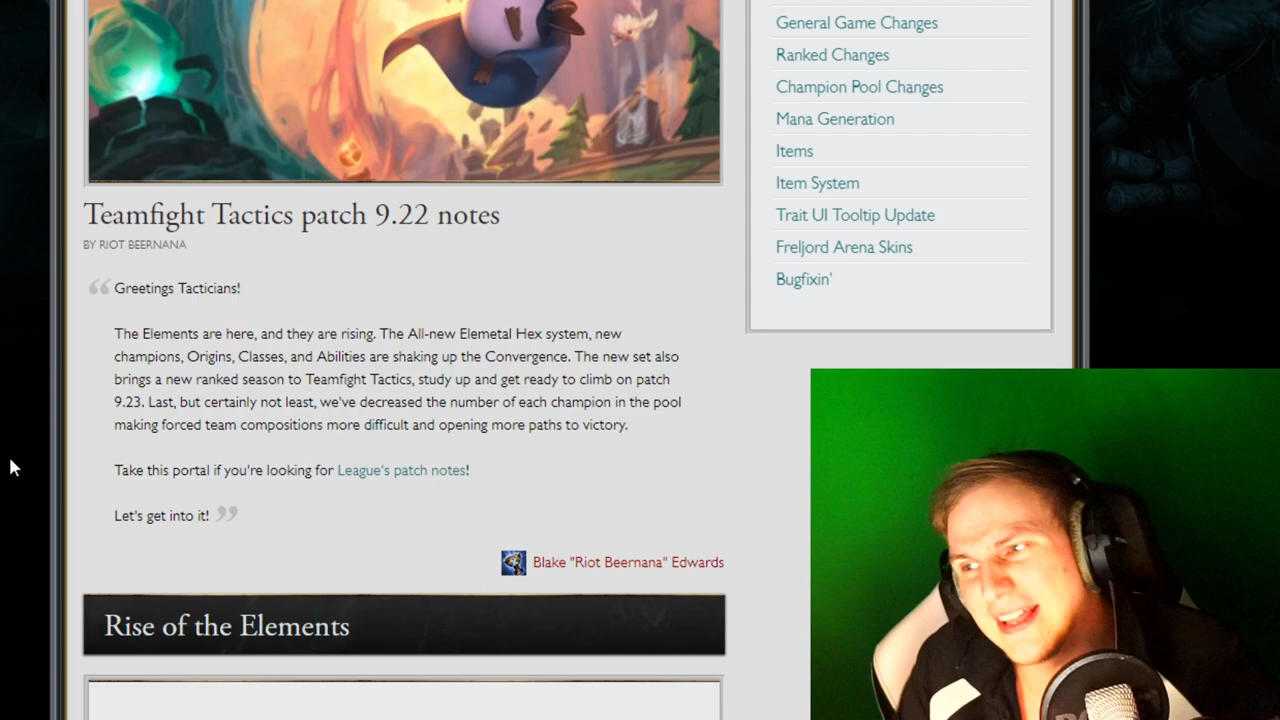 General Game Changes
Ranked Changes
Champion Pool Changes
Mana Generation
Items
Item System
Trait UI Tooltip Update
Freljord Arena Skins
Bugfixin'
Teamfight Tactics patch 9.22 notes
BY RIOT BEERNANA
“ Greetings Tacticians!
The Elements are here, and they are rising. The All-new Elemetal Hex system, new
champions, Origins, Classes, and Abilities are shaking up the Convergence. The new set also
brings a new ranked season to Teamfight Tactics, study up and get ready to climb on patch
9.23. Last, but certainly not least, we've decreased the number of each champion in the pool
making forced team compositions more difficult and opening more paths to victory.
Take this portal if you're looking for League's patch notes!
Let's get into it! ”
Blake "Riot Beernana" Edwards
Rise of the Elements